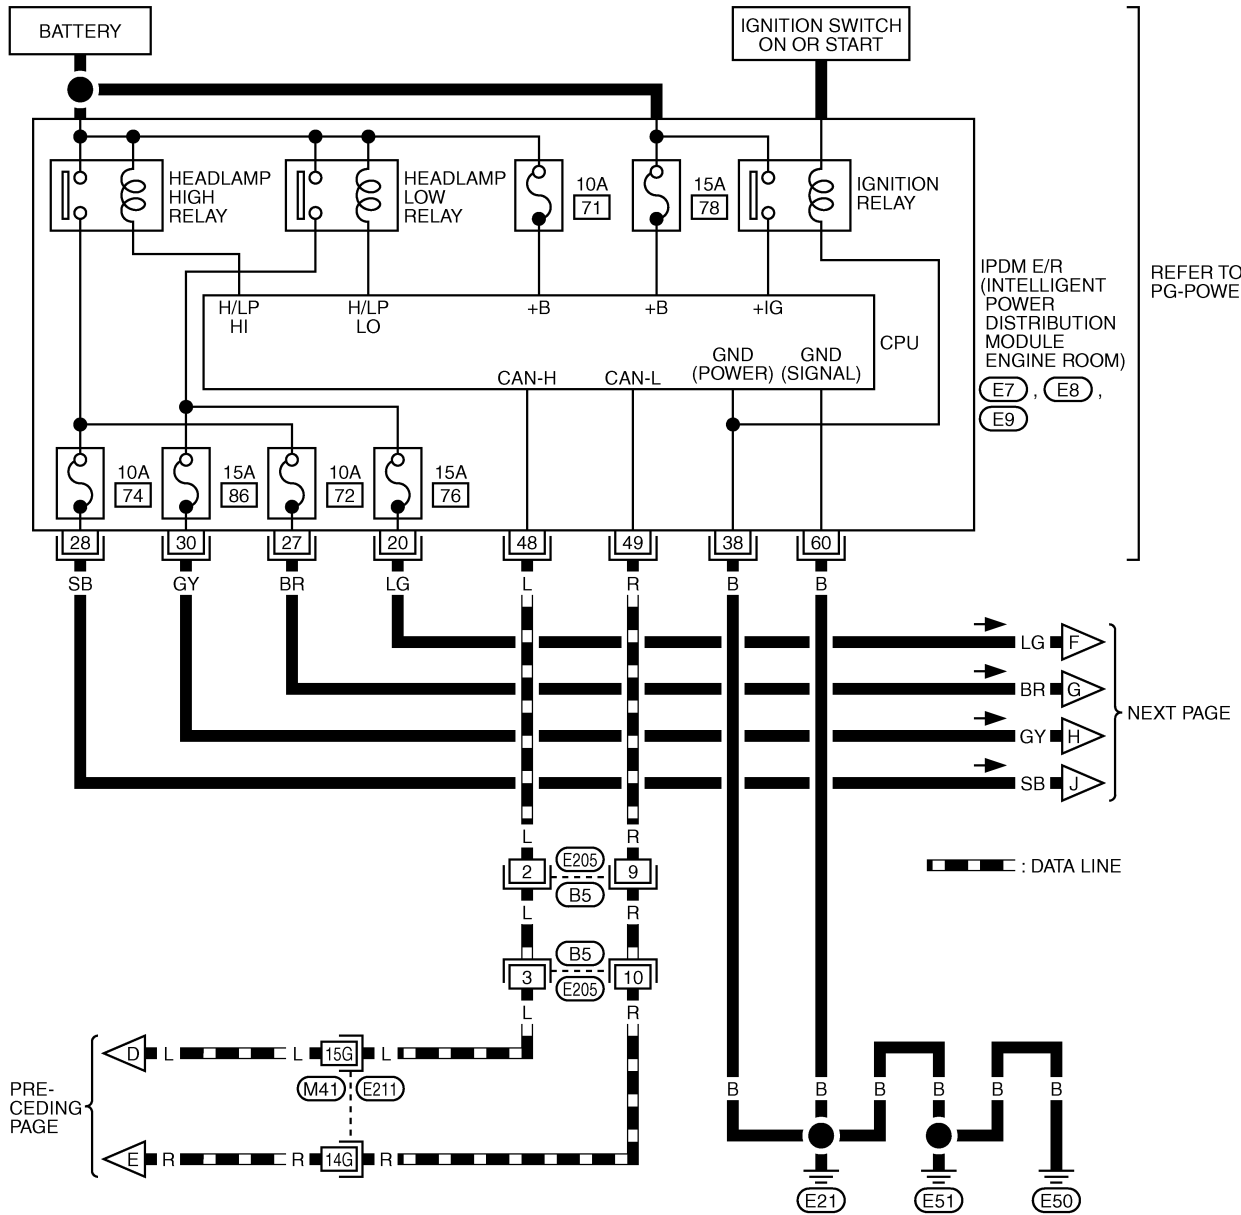 BATTERY
IGNITION SWITCH
ON OR START
HEADLAMP
HIGH
RELAY
HEADLAMP
LOW
RELAY
10A
71
15A
78
IGNITION
RELAY
IPDM E/R
(INTELLIGENT
POWER
DISTRIBUTION
MODULE
ENGINE ROOM)
E7 , E8 ,
E9
REFER TO
PG-POWE
H/LP
HI
H/LP
LO
+B
+B
+IG
CPU
CAN-H
CAN-L
GND
(POWER)
GND
(SIGNAL)
10A
74
15A
86
10A
72
15A
76
28 30 27 20 48 49 38 60
SB GY BR LG L R B B
LG F
BR G
GY H
SB J
NEXT PAGE
L R
2 E205 9
B5
: DATA LINE
L R
B5
3 10
E205
L R
D L L 15G L
M41 E211
PRE-
CEDING
PAGE
E R R 14G R
B B B B B B
E21 E51 E50